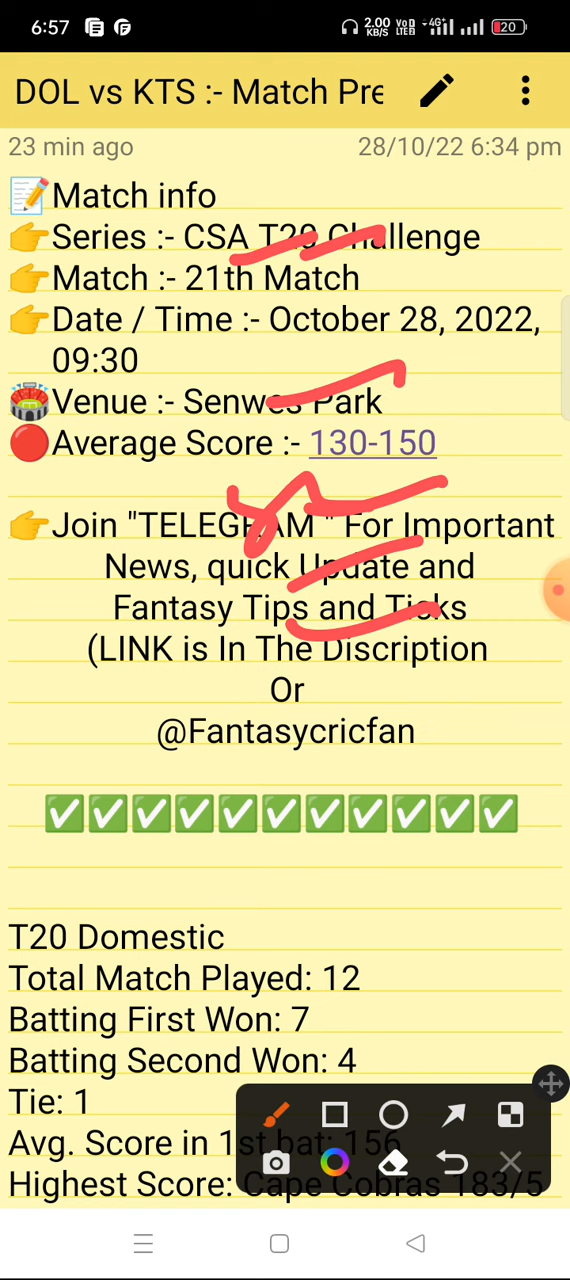 6:57 2.00 KB/S VoD LTE2 4G+ 20
DOL vs KTS :- Match Pre
23 min ago 28/10/22 6:34 pm
📝Match info
👉Series :- CSA T20 Challenge
👉Match :- 21th Match
👉Date / Time :- October 28, 2022,
09:30
🏟️Venue :- Senwes Park
🔴Average Score :- 130-150
👉Join "TELEGRAM " For Important
News, quick Update and
Fantasy Tips and Ticks
(LINK is In The Discription
Or
@Fantasycricfan
✅✅✅✅✅✅✅✅✅✅✅
T20 Domestic
Total Match Played: 12
Batting First Won: 7
Batting Second Won: 4
Tie: 1
Avg. Score in 1st bat: 156
Highest Score: Cape Cobras 183/5